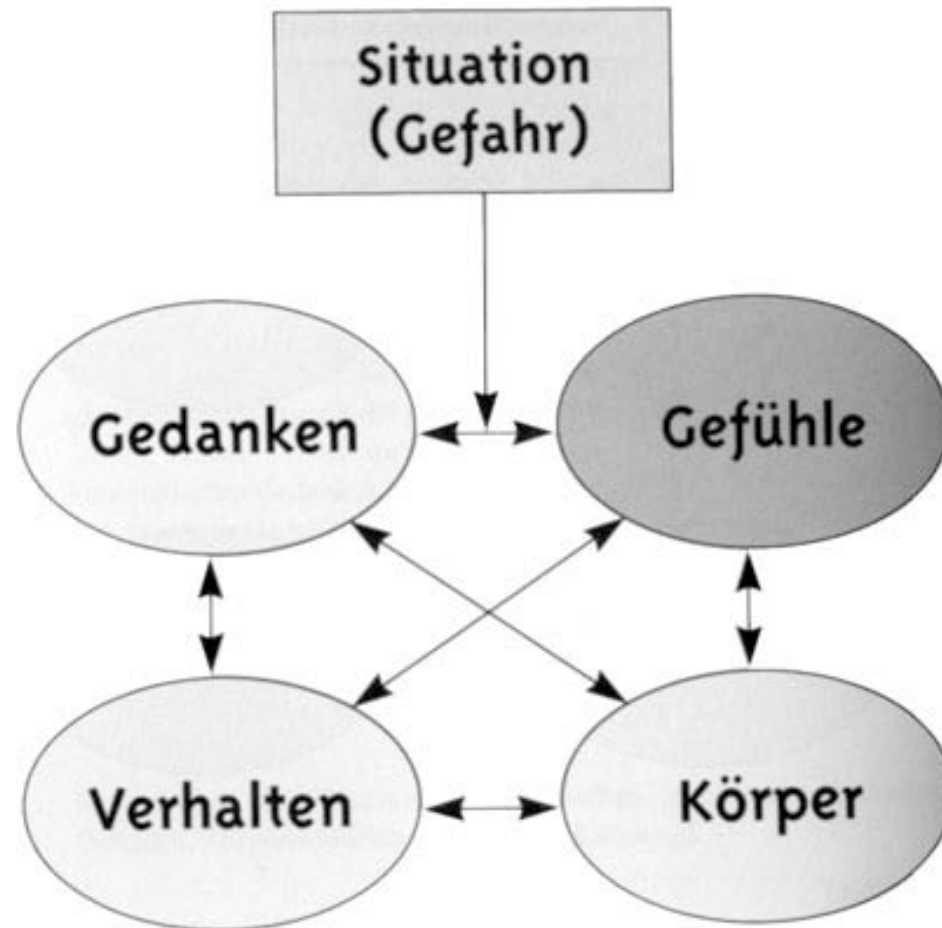 Situation
(Gefahr)
Gedanken
Gefühle
Verhalten
Körper